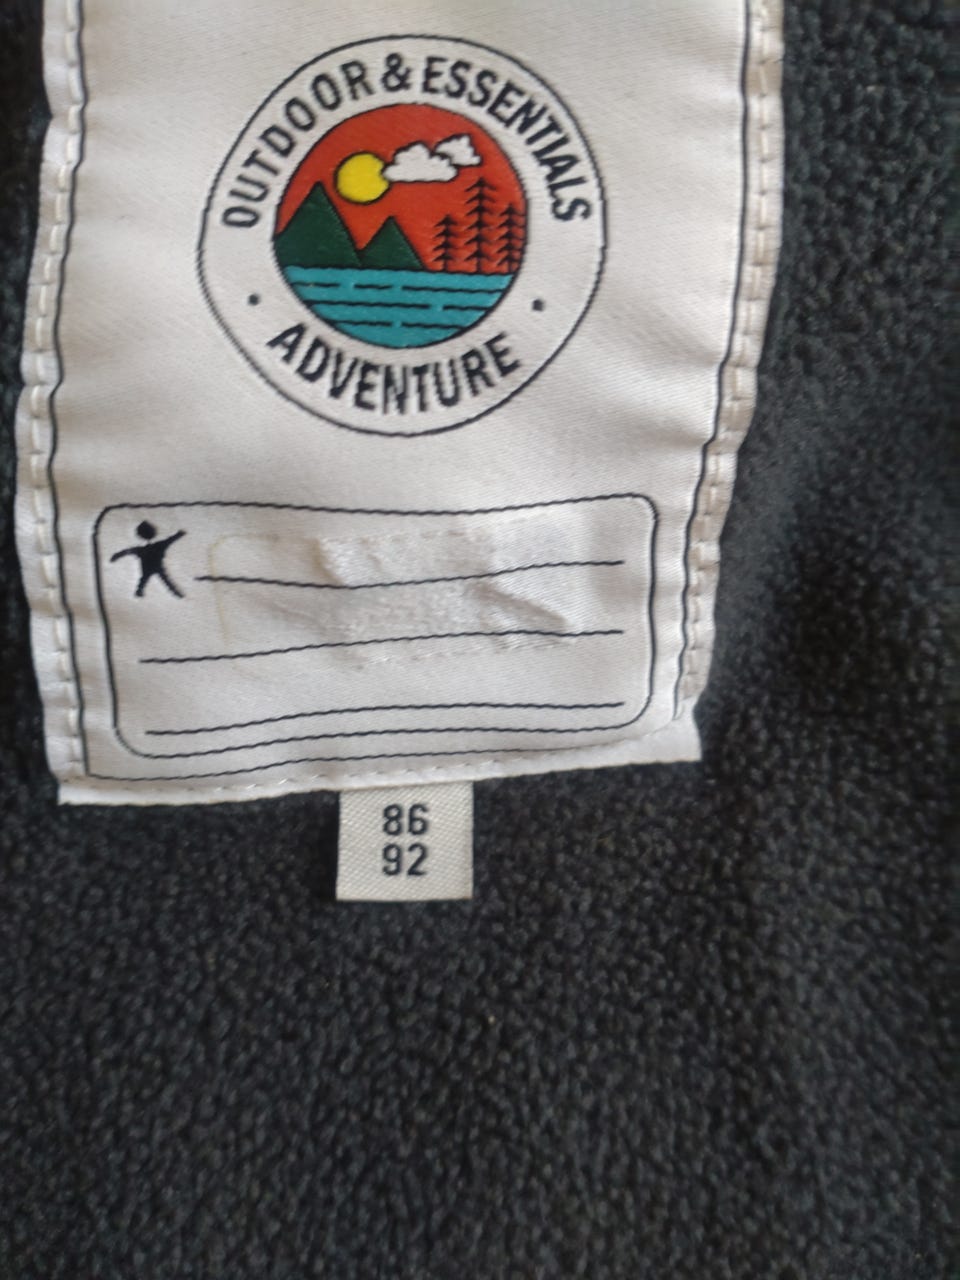 OUTDOOR & ESSENTIALS
ADVENTURE
86
92